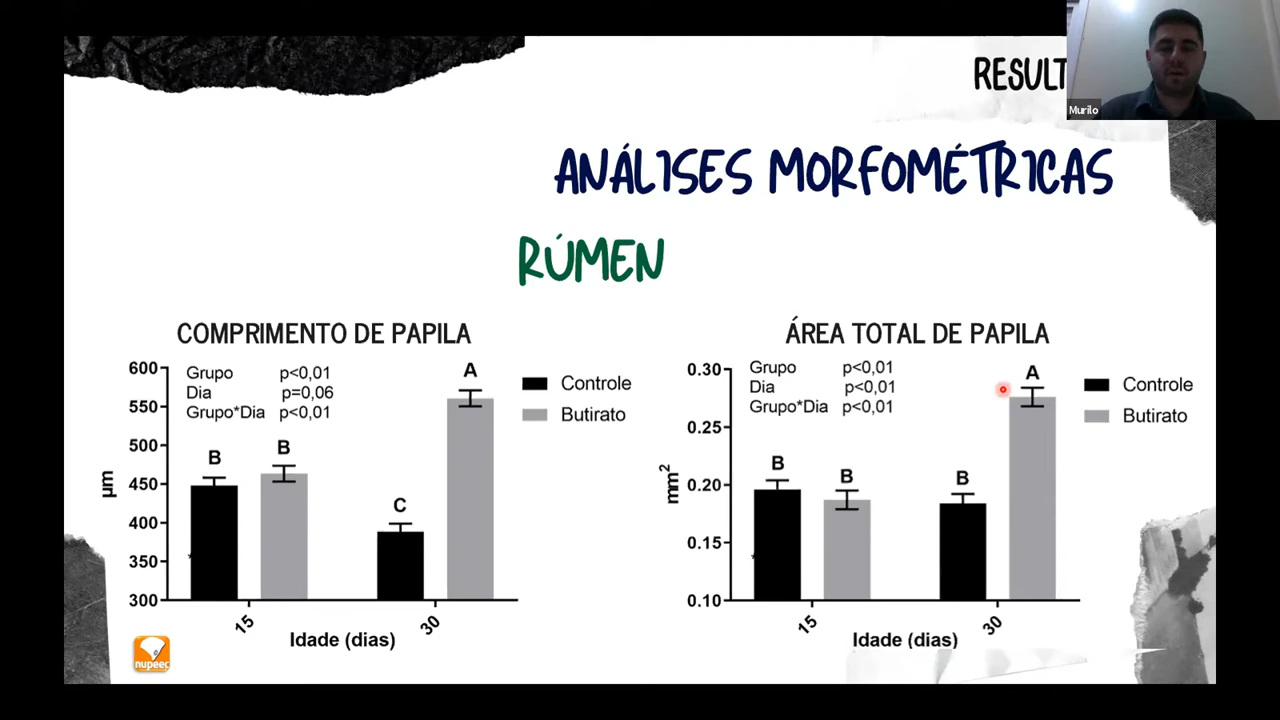 RESULT
Murilo
ANÁLISES MORFOMÉTRICAS
RÚMEN
COMPRIMENTO DE PAPILA
600
550
500
450
400
350
300
µm
Grupo p<0,01
Dia p=0,06
Grupo*Dia p<0,01
B
B
C
A
*
15
30
Idade (dias)
Controle
Butirato
ÁREA TOTAL DE PAPILA
0.30
0.25
0.20
0.15
0.10
mm²
Grupo p<0,01
Dia p<0,01
Grupo*Dia p<0,01
B
B
B
A
*
15
30
Idade (dias)
Controle
Butirato
nupeec